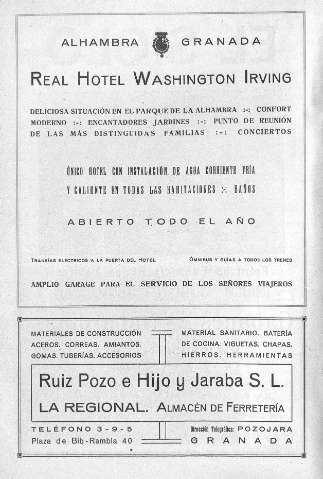 ALHAMBRA GRANADA
REAL HOTEL WASHINGTON IRVING
DELICIOSA SITUACIÓN EN EL PARQUE DE LA ALHAMBRA :-: CONFORT
MODERNO :-: ENCANTADORES JARDINES :-: PUNTO DE REUNIÓN
DE LAS MÁS DISTINGUIDAS FAMILIAS :-: CONCIERTOS
ÚNICO HOTEL CON INSTALACIÓN DE AGUA CORRIENTE FRÍA
Y CALIENTE EN TODAS LAS HABITACIONES :-: BAÑOS
ABIERTO TODO EL AÑO
TRANVÍAS ELÉCTRICOS A LA PUERTA DEL HOTEL
ÓMNIBUS Y GUÍAS A TODOS LOS TRENES
AMPLIO GARAGE PARA EL SERVICIO DE LOS SEÑORES VIAJEROS
MATERIALES DE CONSTRUCCIÓN
ACEROS, CORREAS, AMIANTOS,
GOMAS, TUBERÍAS, ACCESORIOS
MATERIAL SANITARIO, BATERÍA
DE COCINA, VIGUETAS, CHAPAS,
HIERROS, HERRAMIENTAS
Ruiz Pozo e Hijo y Jaraba S. L.
LA REGIONAL. ALMACÉN DE FERRETERÍA
TELÉFONO 3-9-5
Plaza de Bib-Rambla 40
Dirección Telegráfica: POZOJARA
GRANADA